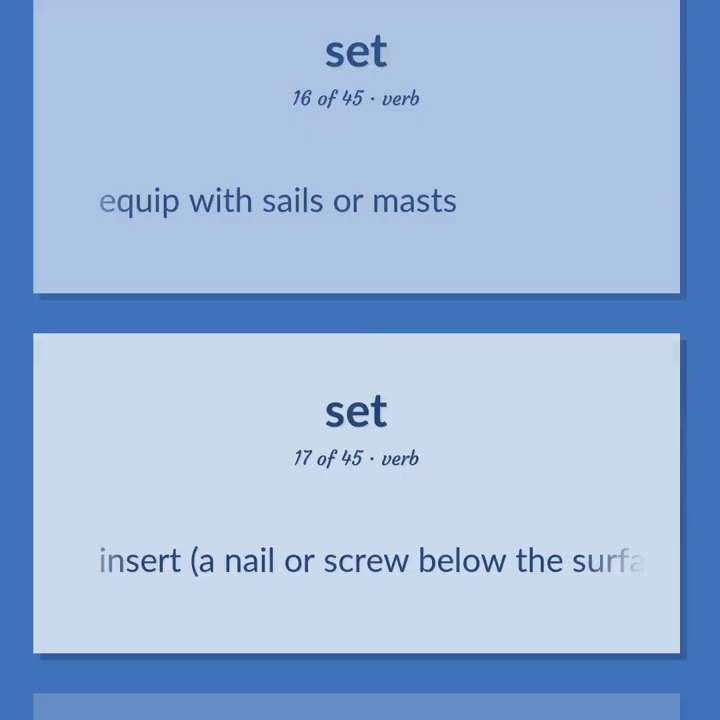 set
16 of 45 · verb
equip with sails or masts
set
17 of 45 · verb
insert (a nail or screw below the